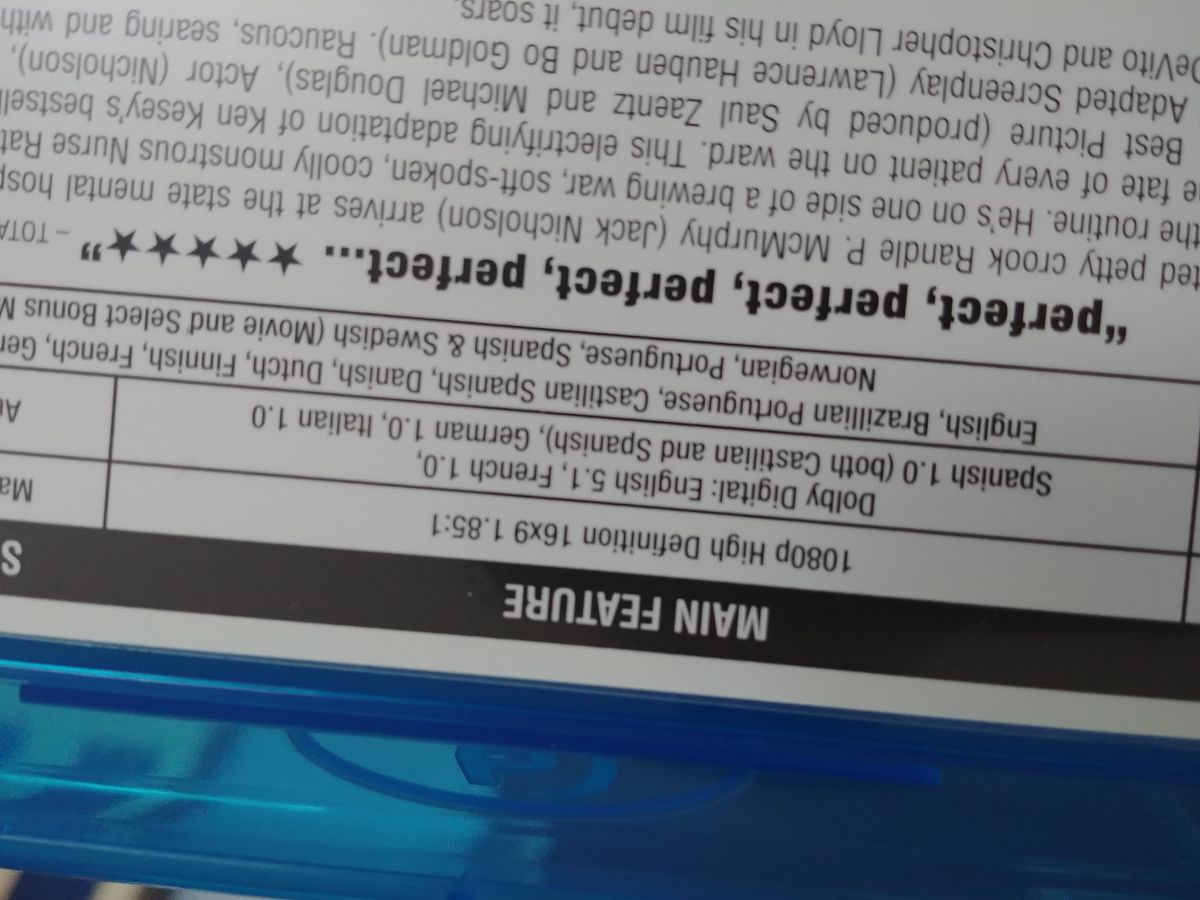 MAIN FEATURE S
1080p High Definition 16x9 1.85:1 Ma
Dolby Digital: English 5.1, French 1.0,
Spanish 1.0 (both Castilian and Spanish), German 1.0, Italian 1.0 Au
English, Brazillian Portuguese, Castilian Spanish, Danish, Dutch, Finnish, French, Ger
Norwegian, Portuguese, Spanish & Swedish (Movie and Select Bonus M
“perfect, perfect, perfect, perfect... ★★★★★” – TOTA
ted petty crook Randle P. McMurphy (Jack Nicholson) arrives at the state mental hosp
the routine. He's on one side of a brewing war, soft-spoken, coolly monstrous Nurse Rat
e fate of every patient on the ward. This electrifying adaptation of Ken Kesey's bestsell
Best Picture (produced by Saul Zaentz and Michael Douglas), Actor (Nicholson),
Adapted Screenplay (Lawrence Hauben and Bo Goldman). Raucous, searing and with
DeVito and Christopher Lloyd in his film debut, it soars.